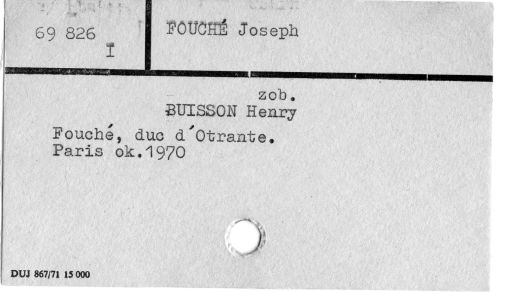 69 826
I
FOUCHÉ Joseph
zob.
BUISSON Henry
Fouché, duc d'Otrante.
Paris ok.1970
DUJ 867/71 15 000